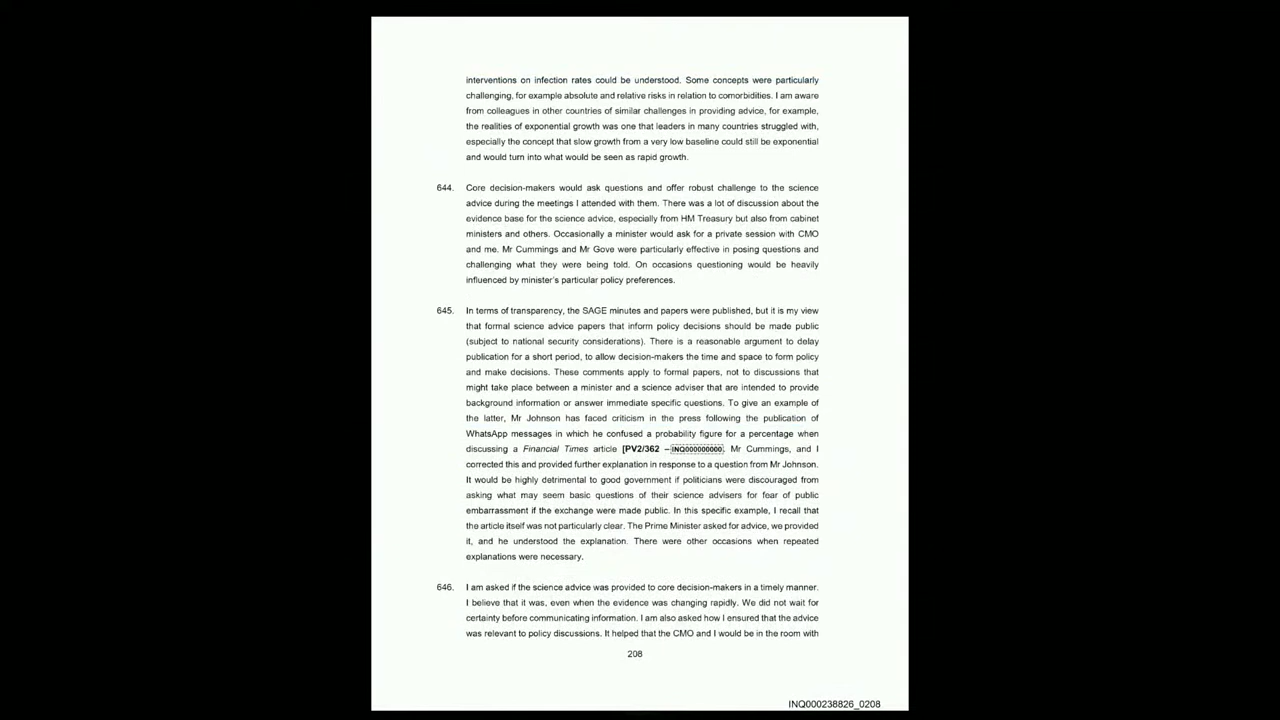 interventions on infection rates could be understood. Some concepts were particularly
challenging, for example absolute and relative risks in relation to comorbidities. I am aware
from colleagues in other countries of similar challenges in providing advice, for example,
the realities of exponential growth was one that leaders in many countries struggled with,
especially the concept that slow growth from a very low baseline could still be exponential
and would turn into what would be seen as rapid growth.
644. Core decision-makers would ask questions and offer robust challenge to the science
advice during the meetings I attended with them. There was a lot of discussion about the
evidence base for the science advice, especially from HM Treasury but also from cabinet
ministers and others. Occasionally a minister would ask for a private session with CMO
and me. Mr Cummings and Mr Gove were particularly effective in posing questions and
challenging what they were being told. On occasions questioning would be heavily
influenced by minister's particular policy preferences.
645. In terms of transparency, the SAGE minutes and papers were published, but it is my view
that formal science advice papers that inform policy decisions should be made public
(subject to national security considerations). There is a reasonable argument to delay
publication for a short period, to allow decision-makers the time and space to form policy
and make decisions. These comments apply to formal papers, not to discussions that
might take place between a minister and a science adviser that are intended to provide
background information or answer immediate specific questions. To give an example of
the latter, Mr Johnson has faced criticism in the press following the publication of
WhatsApp messages in which he confused a probability figure for a percentage when
discussing a Financial Times article [PV2/362 – INQ000000000. Mr Cummings, and I
corrected this and provided further explanation in response to a question from Mr Johnson.
It would be highly detrimental to good government if politicians were discouraged from
asking what may seem basic questions of their science advisers for fear of public
embarrassment if the exchange were made public. In this specific example, I recall that
the article itself was not particularly clear. The Prime Minister asked for advice, we provided
it, and he understood the explanation. There were other occasions when repeated
explanations were necessary.
646. I am asked if the science advice was provided to core decision-makers in a timely manner.
I believe that it was, even when the evidence was changing rapidly. We did not wait for
certainty before communicating information. I am also asked how I ensured that the advice
was relevant to policy discussions. It helped that the CMO and I would be in the room with
208
INQ000238826_0208